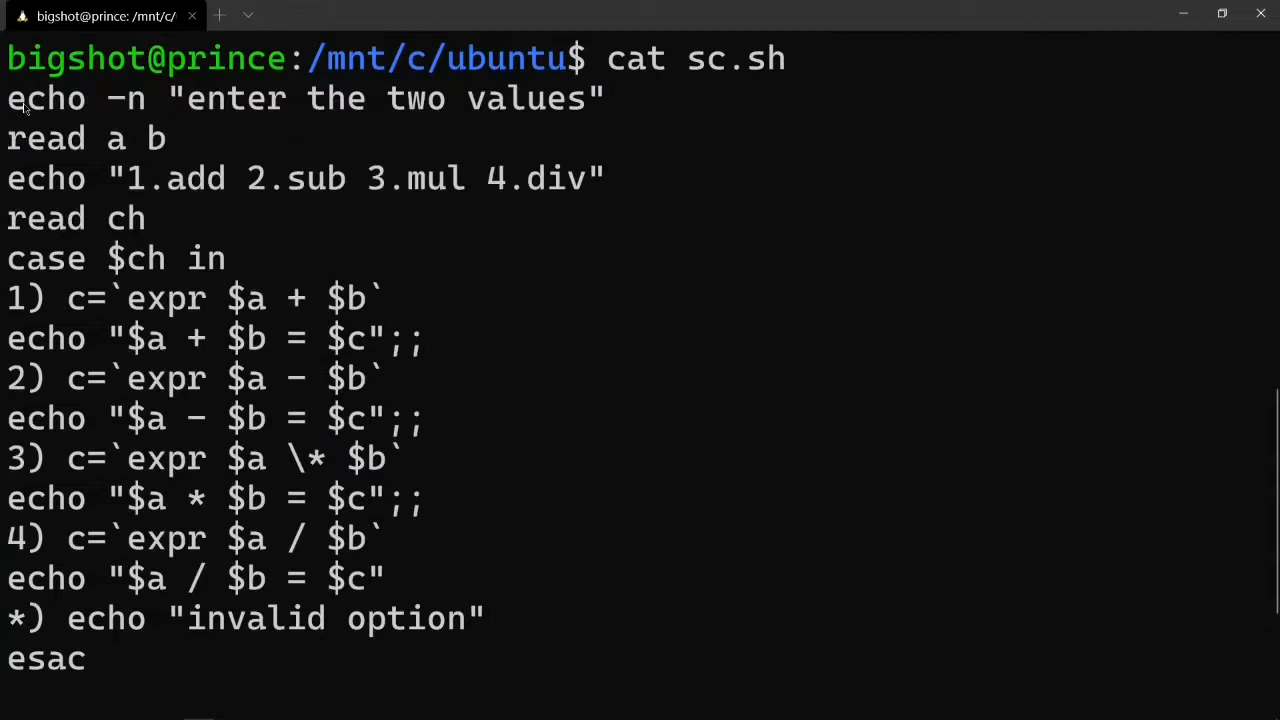 bigshot@prince: /mnt/c/
bigshot@prince:/mnt/c/ubuntu$ cat sc.sh
echo -n "enter the two values"
read a b
echo "1.add 2.sub 3.mul 4.div"
read ch
case $ch in
1) c=`expr $a + $b`
echo "$a + $b = $c";;
2) c=`expr $a - $b`
echo "$a - $b = $c";;
3) c=`expr $a \* $b`
echo "$a * $b = $c";;
4) c=`expr $a / $b`
echo "$a / $b = $c"
*) echo "invalid option"
esac